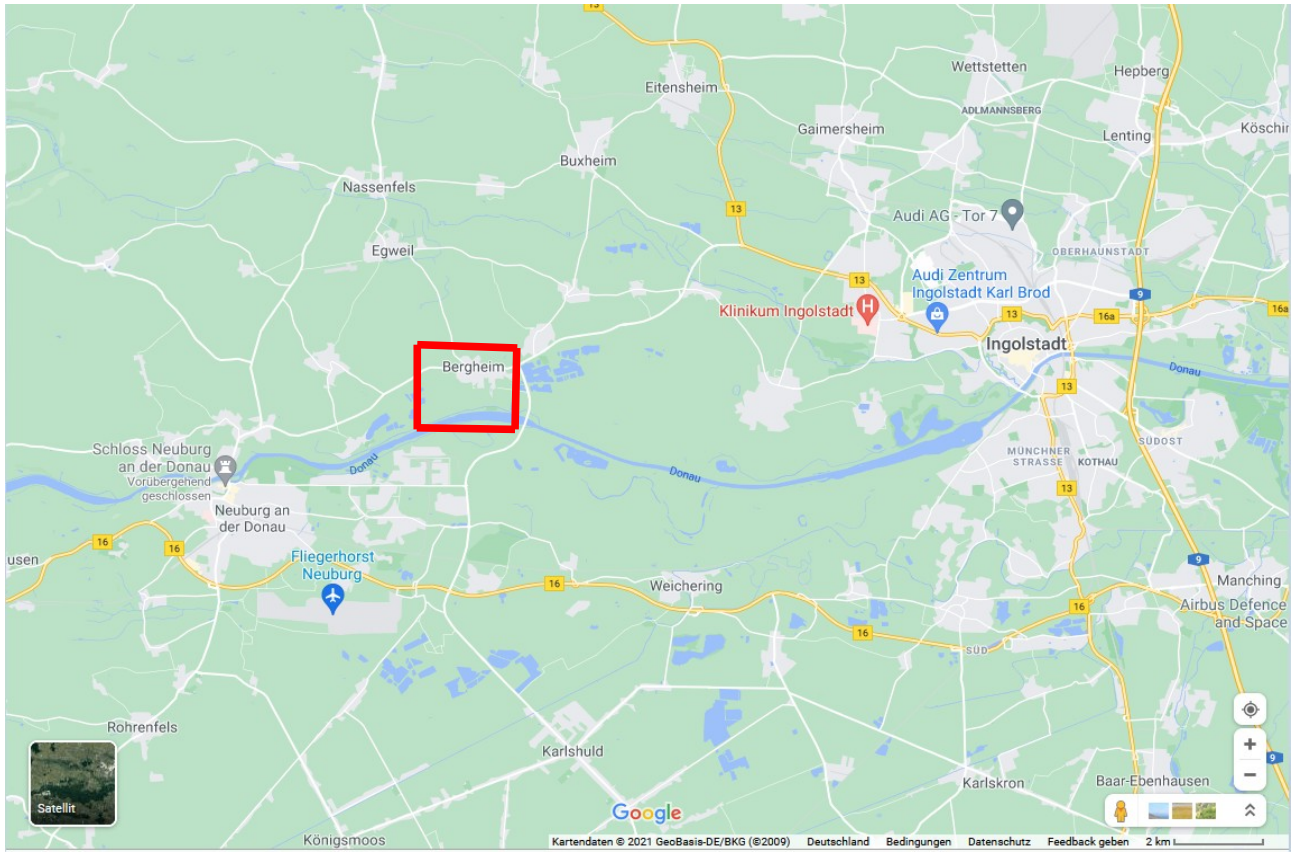 13
Wettstetten
Hepberg
Eitensheim
ADLMANNSBERG
Gaimersheim
Lenting
Köschin
Buxheim
Nassenfels
13
Audi AG - Tor 7
Egweil
OBERHAUNSTADT
13
Audi Zentrum
Ingolstadt Karl Brod
9
Klinikum Ingolstadt
H
13
16a
16a
Ingolstadt
Bergheim
Donau
13
Schloss Neuburg
an der Donau
Vorübergehend
geschlossen
Donau
Donau
MÜNCHNER
STRASSE
KOTHAU
SÜDOST
13
Neuburg an
der Donau
16
16
usen
Fliegerhorst
Neuburg
16
Weichering
9
Manching
16
Airbus Defence
and Space
16
SÜD
Rohrenfels
Karlshuld
9
Karlskron
Baar-Ebenhausen
Satellit
Google
Königsmoos
Kartendaten © 2021 GeoBasis-DE/BKG (©2009) Deutschland Bedingungen Datenschutz Feedback geben 2 km